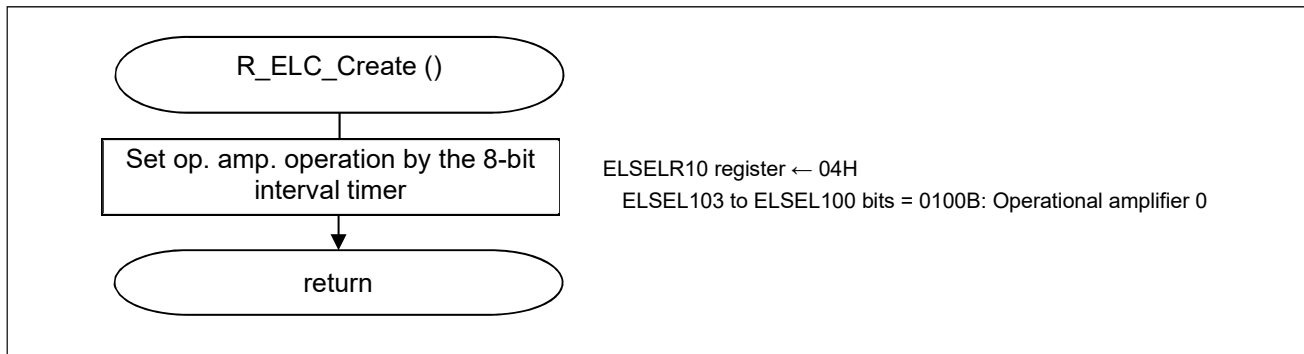 R_ELC_Create ()
Set op. amp. operation by the 8-bit
interval timer
ELSELR10 register ← 04H
ELSEL103 to ELSEL100 bits = 0100B: Operational amplifier 0
return